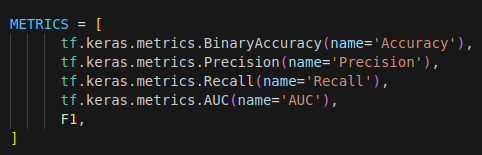 METRICS = [
tf.keras.metrics.BinaryAccuracy(name='Accuracy'),
tf.keras.metrics.Precision(name='Precision'),
tf.keras.metrics.Recall(name='Recall'),
tf.keras.metrics.AUC(name='AUC'),
F1,
]